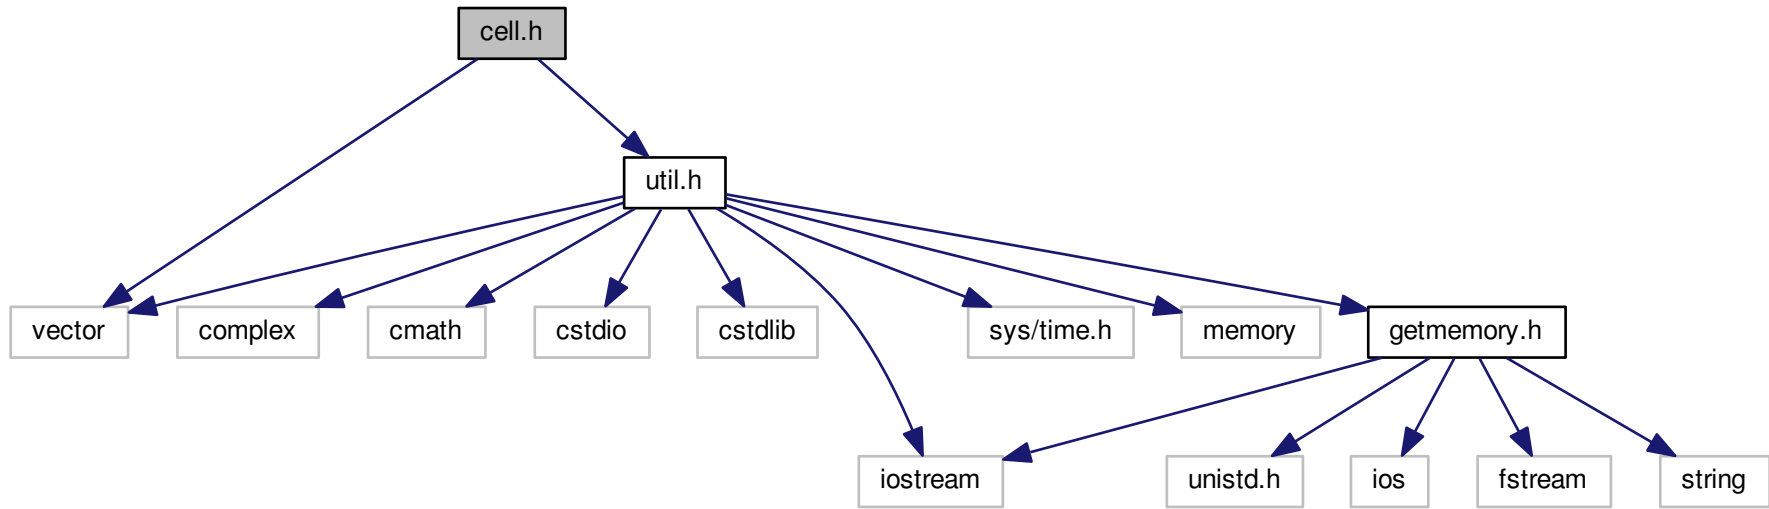 cell.h
util.h
vector
complex
cmath
cstdio
cstdlib
sys/time.h
memory
getmemory.h
iostream
unistd.h
ios
fstream
string